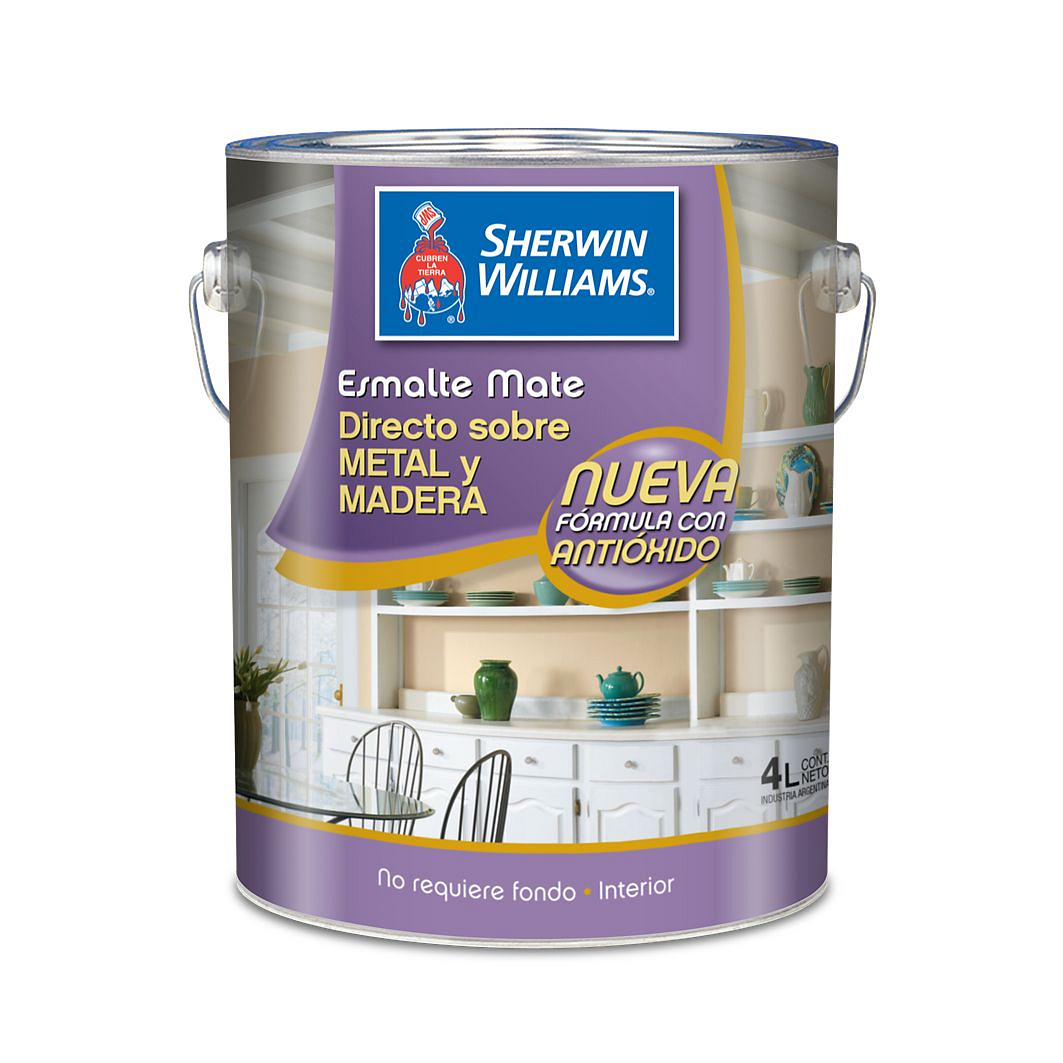 SWP
CUBREN
LA
TIERRA
®
SHERWIN
WILLIAMS®
Esmalte Mate
Directo sobre
METAL y
MADERA
NUEVA
FÓRMULA CON
ANTIÓXIDO
4L CONT.
NETO
INDUSTRIA ARGENTINA
No requiere fondo • Interior